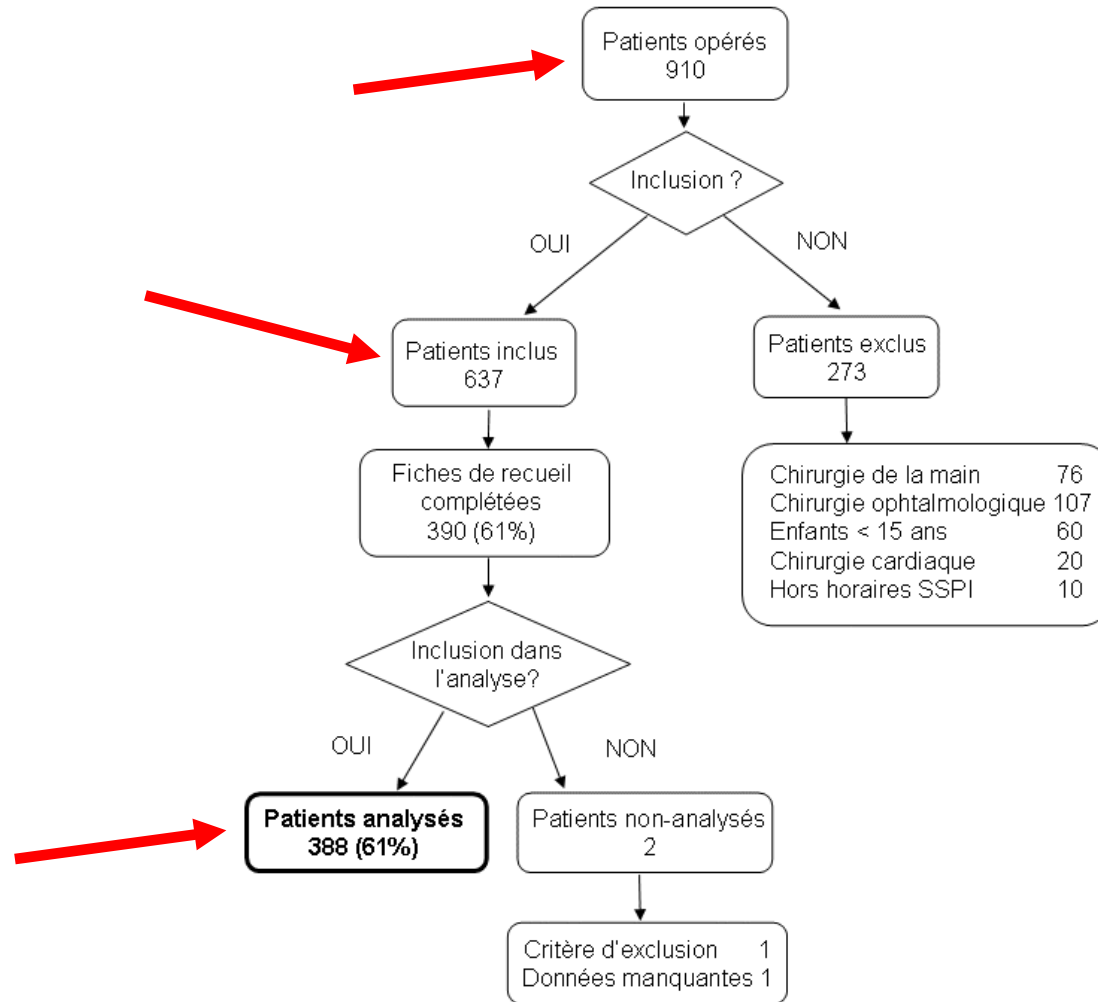 Patients opérés
910
Inclusion ?
OUI
NON
Patients inclus
637
Patients exclus
273
Fiches de recueil
complétées
390 (61%)
Chirurgie de la main 76
Chirurgie ophtalmologique 107
Enfants < 15 ans 60
Chirurgie cardiaque 20
Hors horaires SSPI 10
Inclusion dans
l'analyse?
OUI
NON
Patients analysés
388 (61%)
Patients non-analysés
2
Critère d'exclusion 1
Données manquantes 1